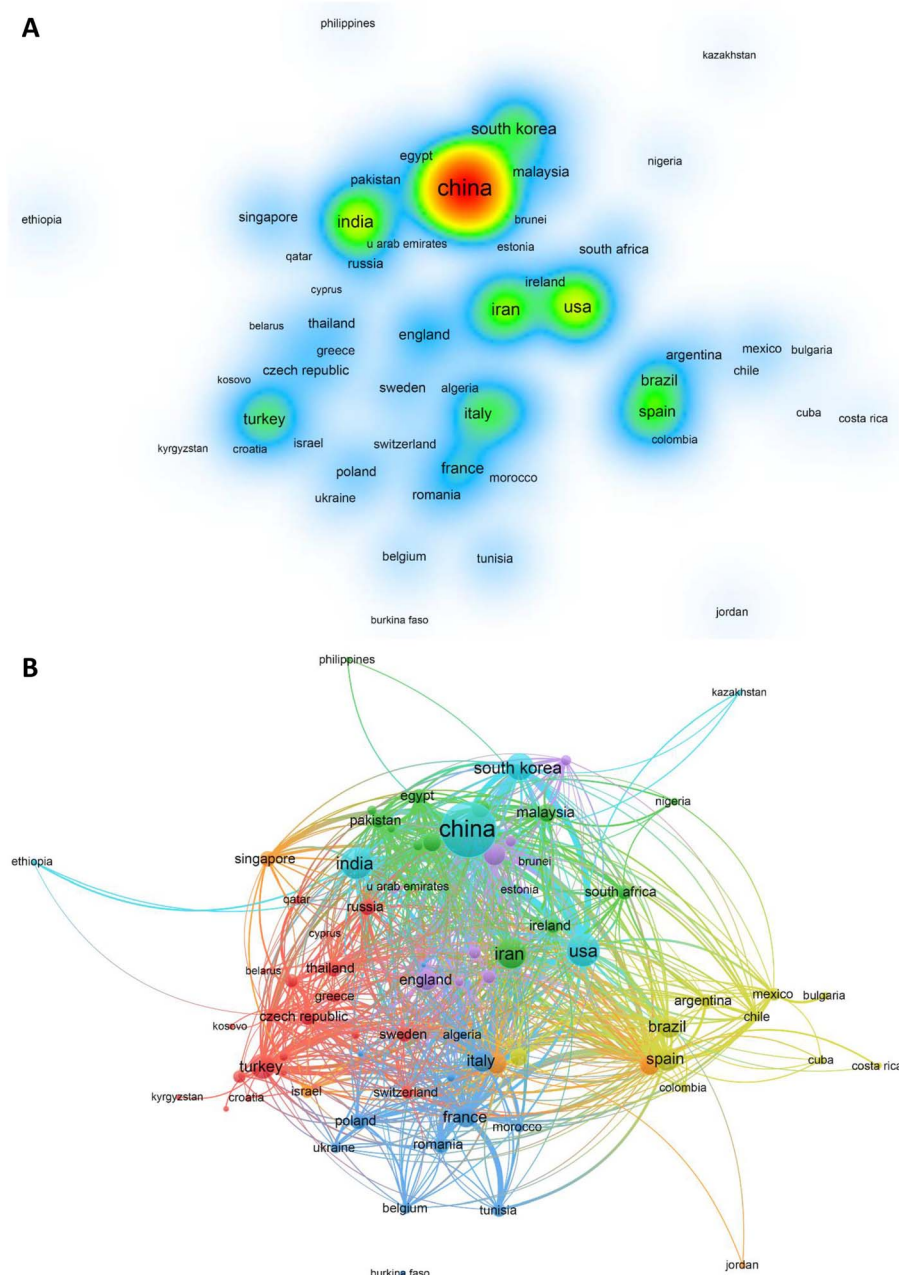 A
philippines
kazakhstan
south korea
egypt
nigeria
malaysia
pakistan
china
ethiopia
singapore
india
brunei
u arab emirates
estonia
south africa
qatar
russia
ireland
cyprus
iran
usa
belarus
thailand
england
greece
argentina
mexico
bulgaria
czech republic
chile
kosovo
brazil
sweden
algeria
turkey
italy
spain
cuba
costa rica
kyrgyzstan
croatia
israel
switzerland
colombia
poland
france
morocco
ukraine
romania
belgium
tunisia
jordan
burkina faso
B
philippines
kazakhstan
south korea
egypt
nigeria
pakistan
malaysia
china
ethiopia
singapore
india
brunei
u arab emirates
estonia
south africa
qatar
russia
ireland
cyprus
iran
usa
belarus
thailand
england
greece
argentina
mexico
bulgaria
czech republic
chile
kosovo
brazil
sweden
algeria
turkey
italy
spain
cuba
costa rica
kyrgyzstan
croatia
israel
switzerland
colombia
poland
france
morocco
ukraine
romania
belgium
tunisia
jordan
burkina faso